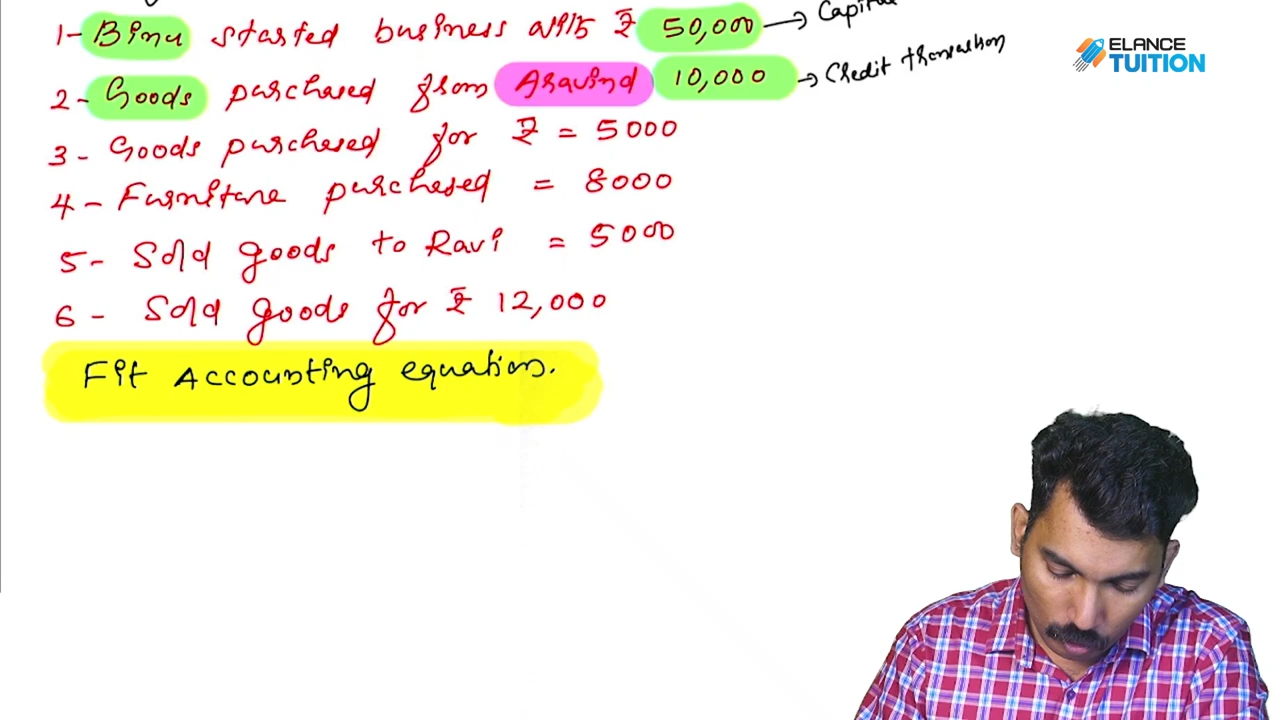 1- Binu started business with ₹ 50,000 → Capital
2- Goods purchased from Aravind 10,000 → Credit transaction
3- Goods purchased for ₹ = 5000
4- Furniture purchased = 8000
5- Sold goods to Ravi = 5000
6- Sold goods for ₹ 12,000
Fit Accounting equation.
ELANCE
TUITION